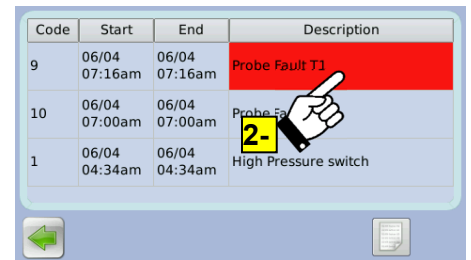 Code Start End Description
9 06/04 07:16am 06/04 07:16am Probe Fault T1
10 06/04 07:00am 06/04 07:00am Probe
2-
1 06/04 04:34am 06/04 04:34am High Pressure switch